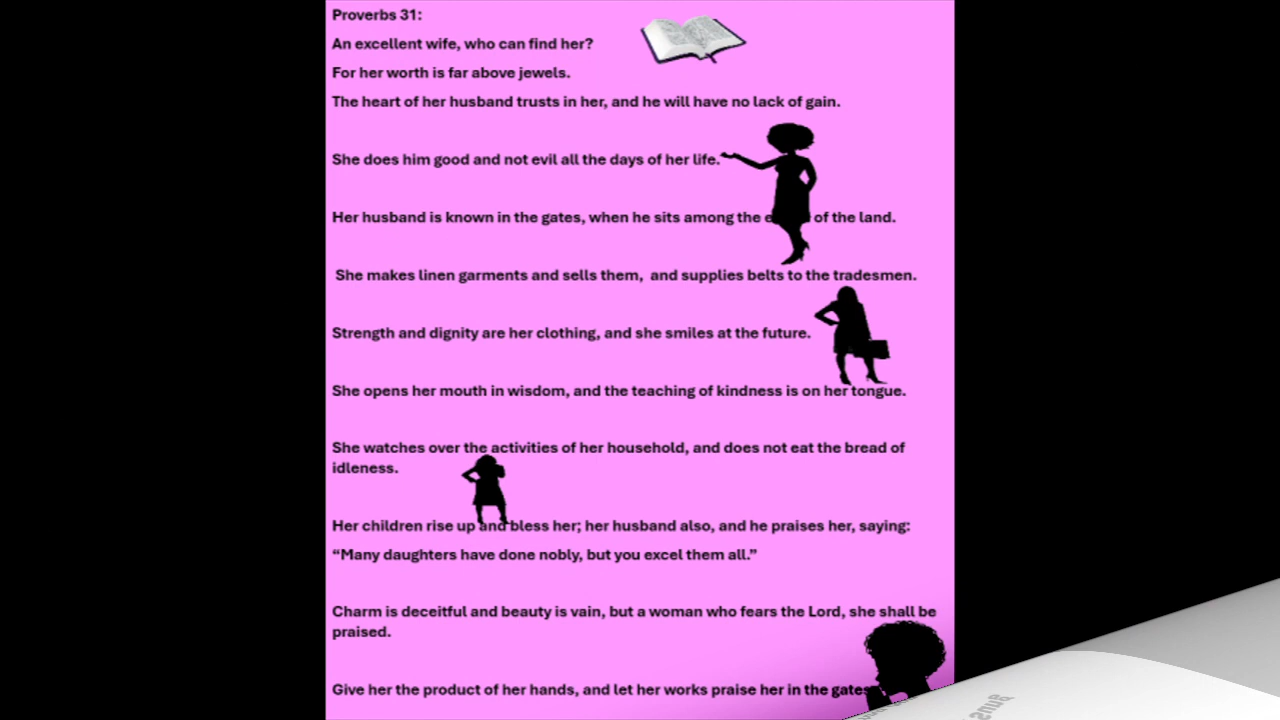 Proverbs 31:
An excellent wife, who can find her?
For her worth is far above jewels.
The heart of her husband trusts in her, and he will have no lack of gain.
She does him good and not evil all the days of her life.
Her husband is known in the gates, when he sits among the of the land.
She makes linen garments and sells them, and supplies belts to the tradesmen.
Strength and dignity are her clothing, and she smiles at the future.
She opens her mouth in wisdom, and the teaching of kindness is on her tongue.
She watches over the activities of her household, and does not eat the bread of
idleness.
Her children rise up and bless her; her husband also, and he praises her, saying:
“Many daughters have done nobly, but you excel them all.”
Charm is deceitful and beauty is vain, but a woman who fears the Lord, she shall be
praised.
Give her the product of her hands, and let her works praise her in the gates